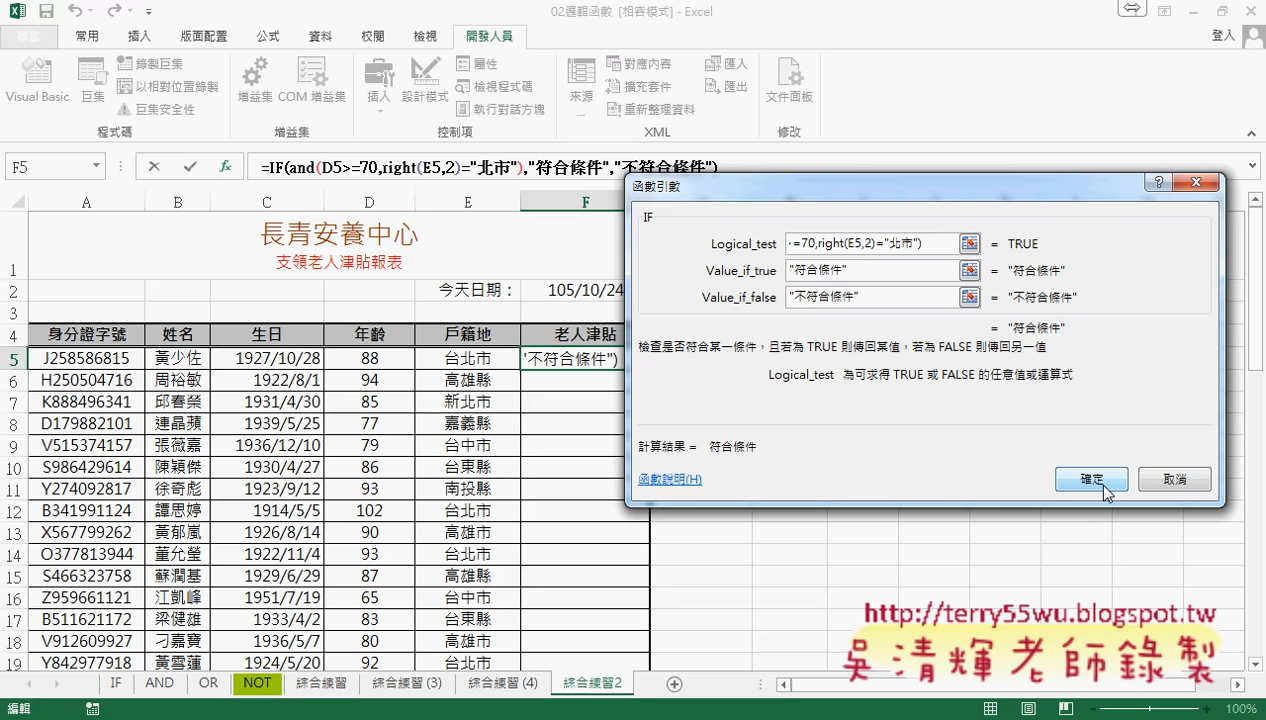 02邏輯函數 [相容模式] - Excel
常用 插入 版面配置 公式 資料 校閱 檢視 開發人員 登入
Visual Basic 巨集 錄製巨集 以相對位置錄製 巨集安全性 程式碼
增益集 COM 增益集 增益集
插入 設計模式 屬性 檢視程式碼 執行對話方塊 控制項
來源 對應內容 擴充套件 重新整理資料 匯入 匯出 XML
文件面板 修改
F5 =IF(and(D5>=70,right(E5,2)="北市"),"符合條件","不符合條件")
A B C D E F
1 長青安養中心
支領老人津貼報表
2 今天日期： 105/10/24
3
4 身分證字號 姓名 生日 年齡 戶籍地 老人津貼
5 J258586815 黃少佐 1927/10/28 88 台北市 '不符合條件")
6 H250504716 周裕敏 1922/8/1 94 高雄縣
7 K888496341 邱春榮 1931/4/30 85 新北市
8 D179882101 連晶蘋 1939/5/25 77 嘉義縣
9 V515374157 張薇嘉 1936/12/10 79 台中市
10 S986429614 陳穎傑 1930/4/27 86 台東縣
11 Y274092817 徐奇彪 1923/9/12 93 南投縣
12 B341991124 譚思婷 1914/5/5 102 台北市
13 X567799262 黃郁嵐 1926/8/14 90 高雄市
14 O377813944 董允瑩 1922/11/4 93 台北市
15 S466323758 蘇潤基 1929/6/29 87 高雄縣
16 Z959661121 江凱峰 1951/7/19 65 台中市
17 B511621172 梁健雄 1933/4/2 83 台南縣
18 V912609927 刁嘉寶 1936/5/7 80 高雄市
19 Y842977918 黃雪蓮 1924/5/20 92 台北市
函數引數
IF
Logical_test =70,right(E5,2)="北市") = TRUE
Value_if_true "符合條件" = "符合條件"
Value_if_false "不符合條件" = "不符合條件"
= "符合條件"
檢查是否符合某一條件，且若為 TRUE 則傳回某值，若為 FALSE 則傳回另一值
Logical_test 為可求得 TRUE 或 FALSE 的任意值或運算式
計算結果 = 符合條件
函數說明(H) 確定 取消
http://terry55wu.blogspot.tw
吳清輝老師錄製
IF AND OR NOT 綜合練習 綜合練習 (3) 綜合練習 (4) 綜合練習2
編輯 100%